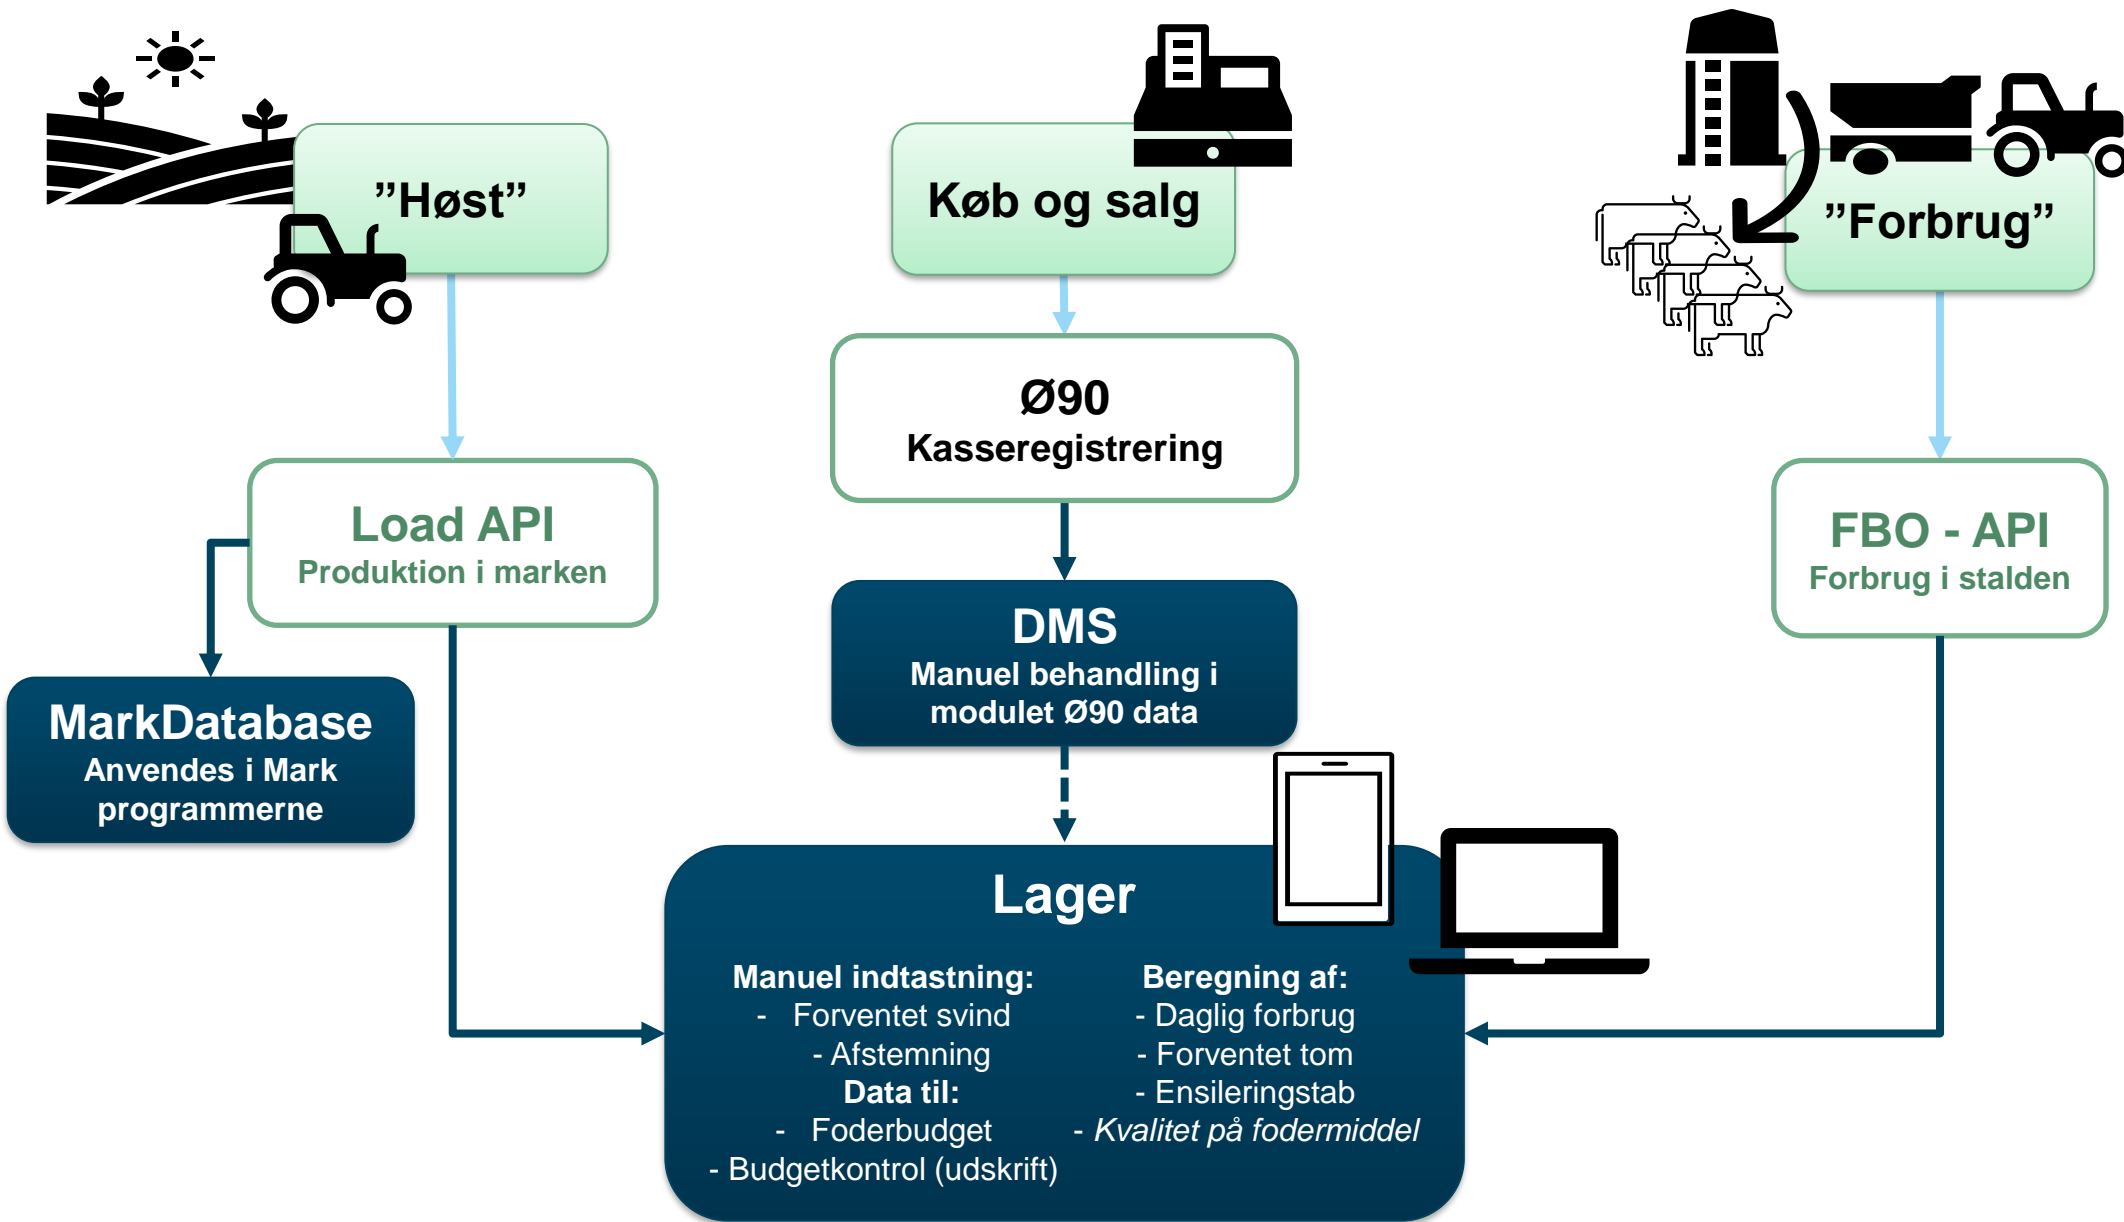 ”Høst”
Køb og salg
”Forbrug”
Ø90
Kasseregistrering
Load API
Produktion i marken
FBO - API
Forbrug i stalden
DMS
Manuel behandling i
modulet Ø90 data
MarkDatabase
Anvendes i Mark
programmerne
Lager
Manuel indtastning:
- Forventet svind
- Afstemning
Data til:
- Foderbudget
- Budgetkontrol (udskrift)
Beregning af:
- Daglig forbrug
- Forventet tom
- Ensileringstab
- Kvalitet på fodermiddel